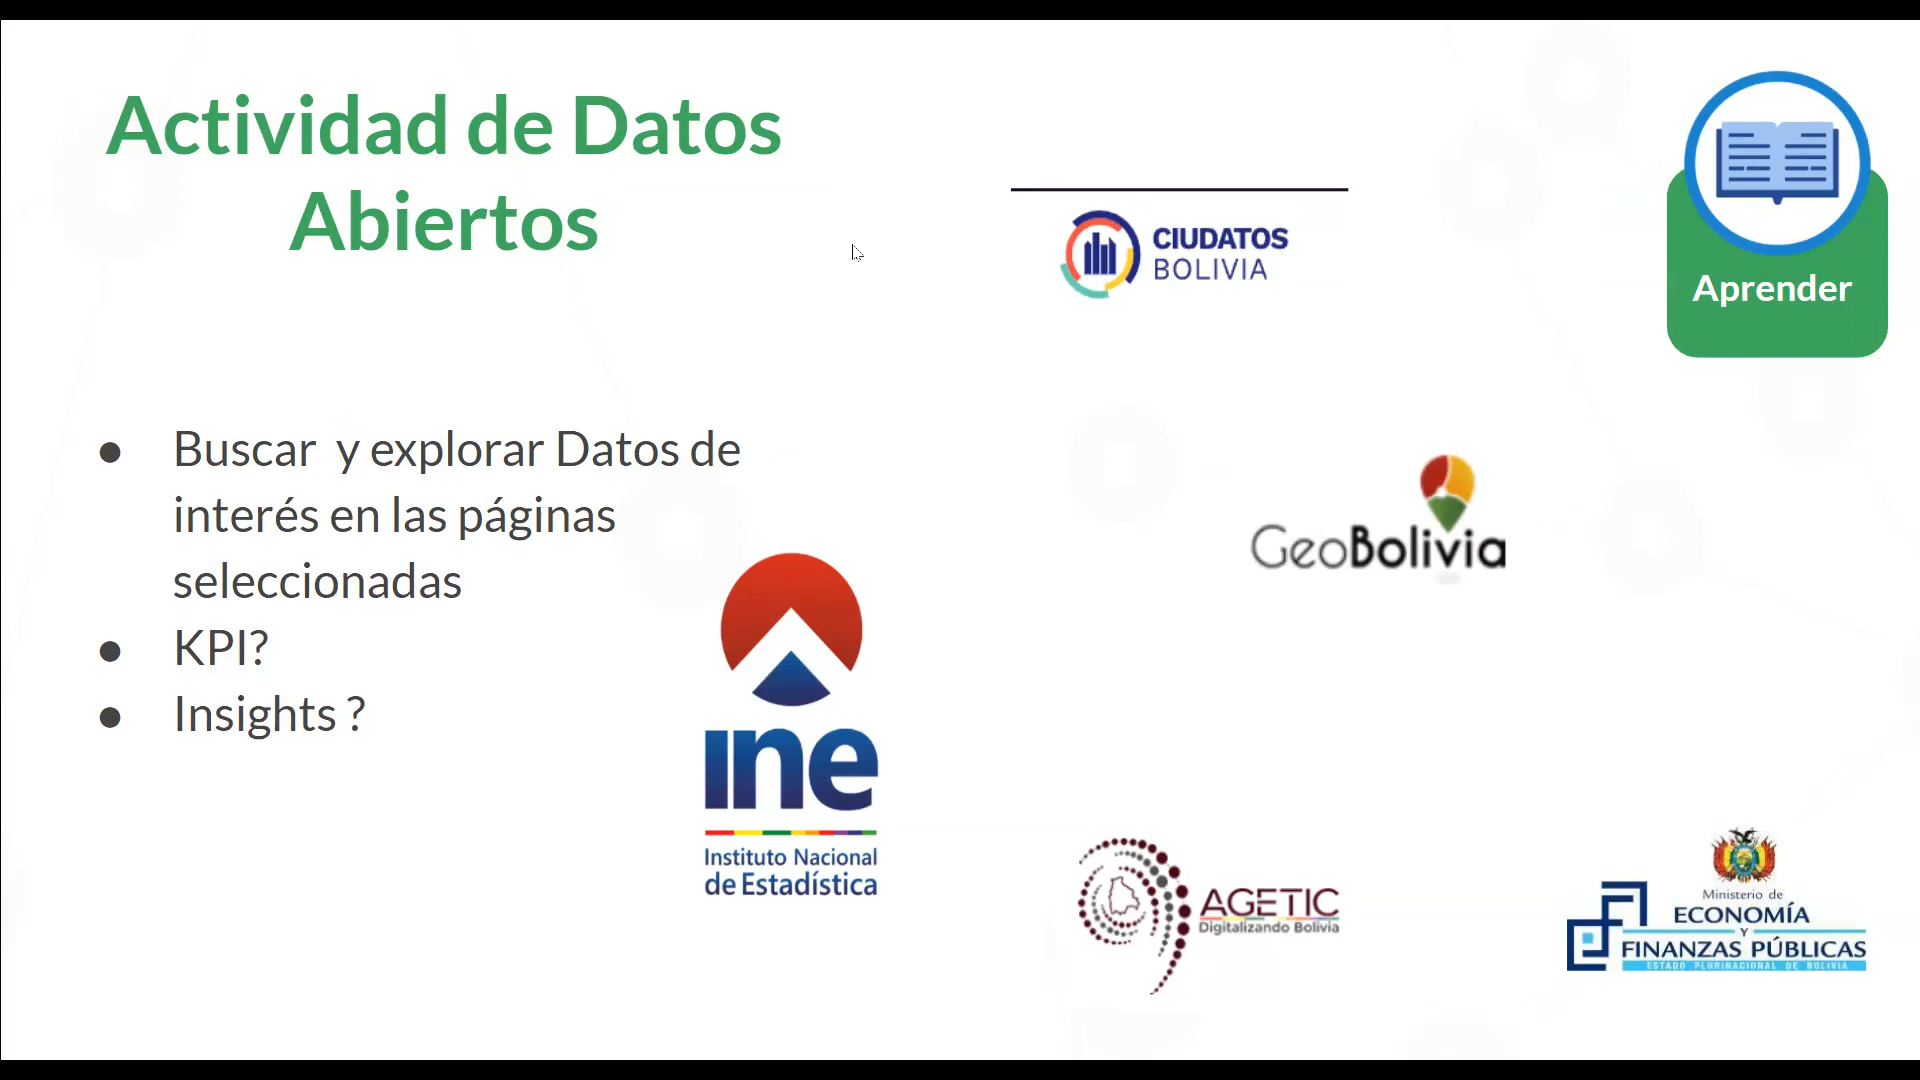 Actividad de Datos
Abiertos
CIUDATOS
BOLIVIA
Aprender
● Buscar y explorar Datos de
interés en las páginas
seleccionadas
● KPI?
● Insights ?
GeoBolivia
ine
Instituto Nacional
de Estadística
AGETIC
Digitalizando Bolivia
Ministerio de
ECONOMÍA
Y
FINANZAS PÚBLICAS
ESTADO PLURINACIONAL DE BOLIVIA